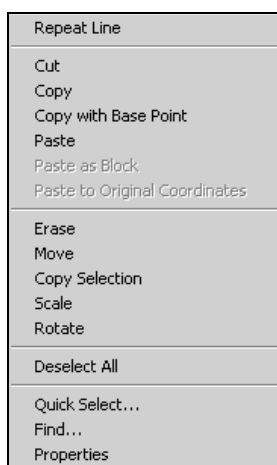 Repeat Line
Cut
Copy
Copy with Base Point
Paste
Paste as Block
Paste to Original Coordinates
Erase
Move
Copy Selection
Scale
Rotate
Deselect All
Quick Select...
Find...
Properties